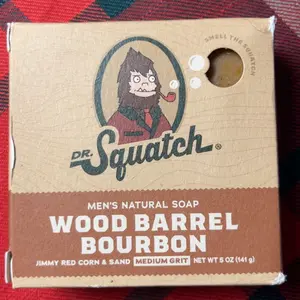 SMELL THE SQUATCH
DR.
Squatch®
MEN'S NATURAL SOAP
WOOD BARREL
BOURBON
JIMMY RED CORN & SAND MEDIUM GRIT NET WT 5 OZ (141 g)